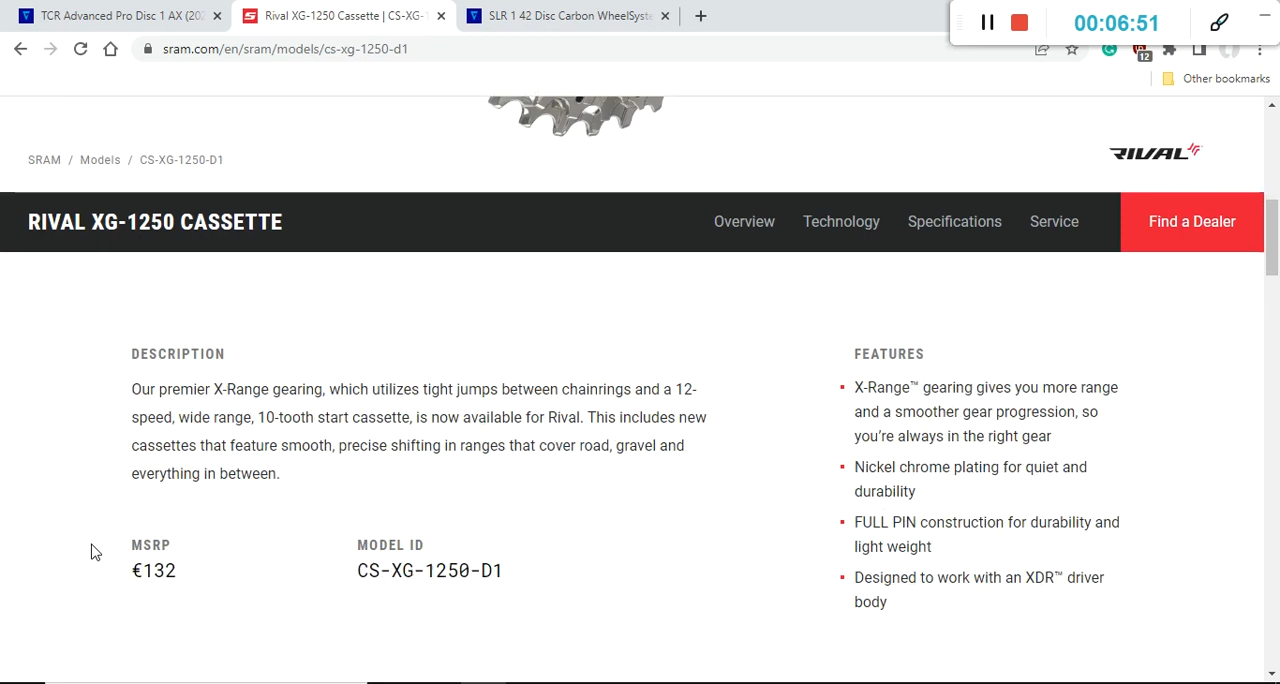 TCR Advanced Pro Disc 1 AX (202
Rival XG-1250 Cassette | CS-XG-1
SLR 1 42 Disc Carbon WheelSyste
00:06:51
sram.com/en/sram/models/cs-xg-1250-d1
12
Other bookmarks
SRAM / Models / CS-XG-1250-D1
RIVAL
RIVAL XG-1250 CASSETTE
Overview
Technology
Specifications
Service
Find a Dealer
DESCRIPTION
Our premier X-Range gearing, which utilizes tight jumps between chainrings and a 12-
speed, wide range, 10-tooth start cassette, is now available for Rival. This includes new
cassettes that feature smooth, precise shifting in ranges that cover road, gravel and
everything in between.
MSRP
€132
MODEL ID
CS-XG-1250-D1
FEATURES
X-Range™ gearing gives you more range
and a smoother gear progression, so
you're always in the right gear
Nickel chrome plating for quiet and
durability
FULL PIN construction for durability and
light weight
Designed to work with an XDR™ driver
body